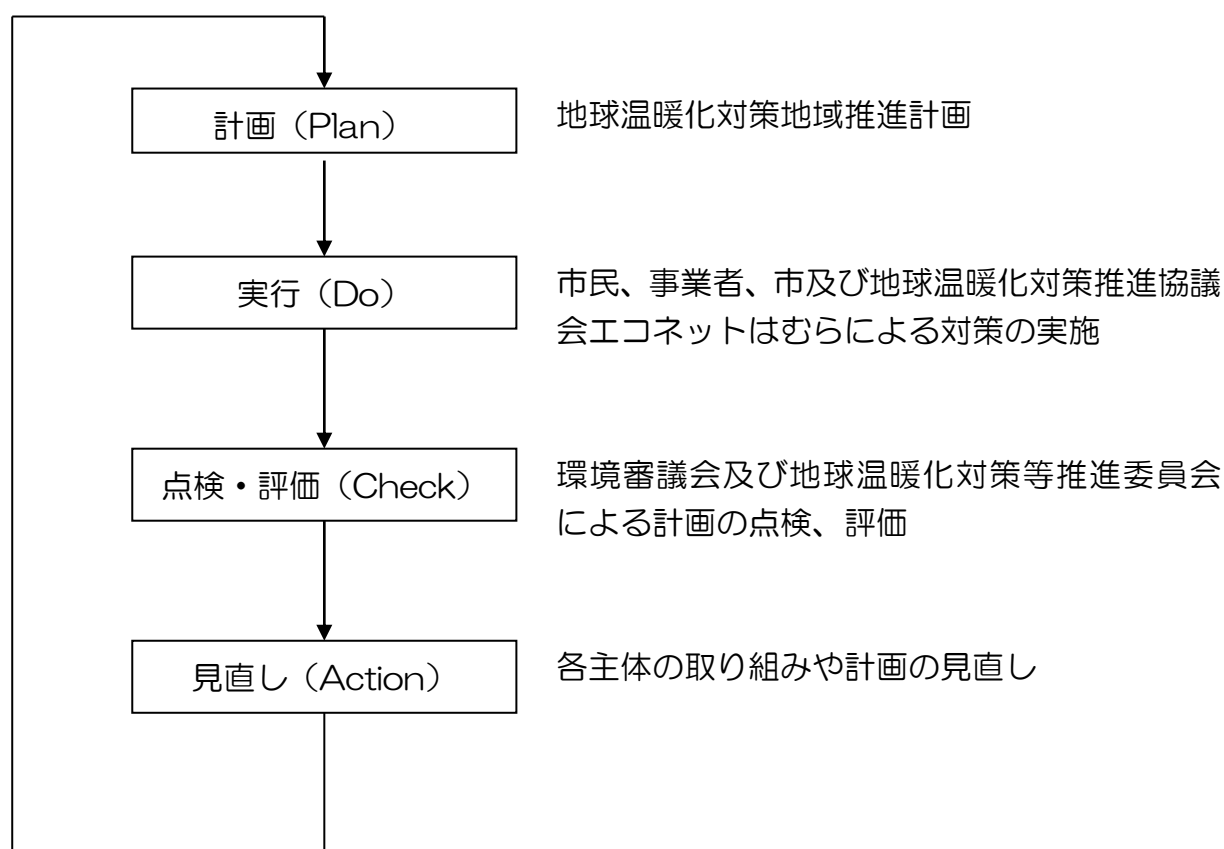 計画（Plan）
地球温暖化対策地域推進計画
実行（Do）
市民、事業者、市及び地球温暖化対策推進協議
会エコネットはむらによる対策の実施
点検・評価（Check）
環境審議会及び地球温暖化対策等推進委員会
による計画の点検、評価
見直し（Action）
各主体の取り組みや計画の見直し